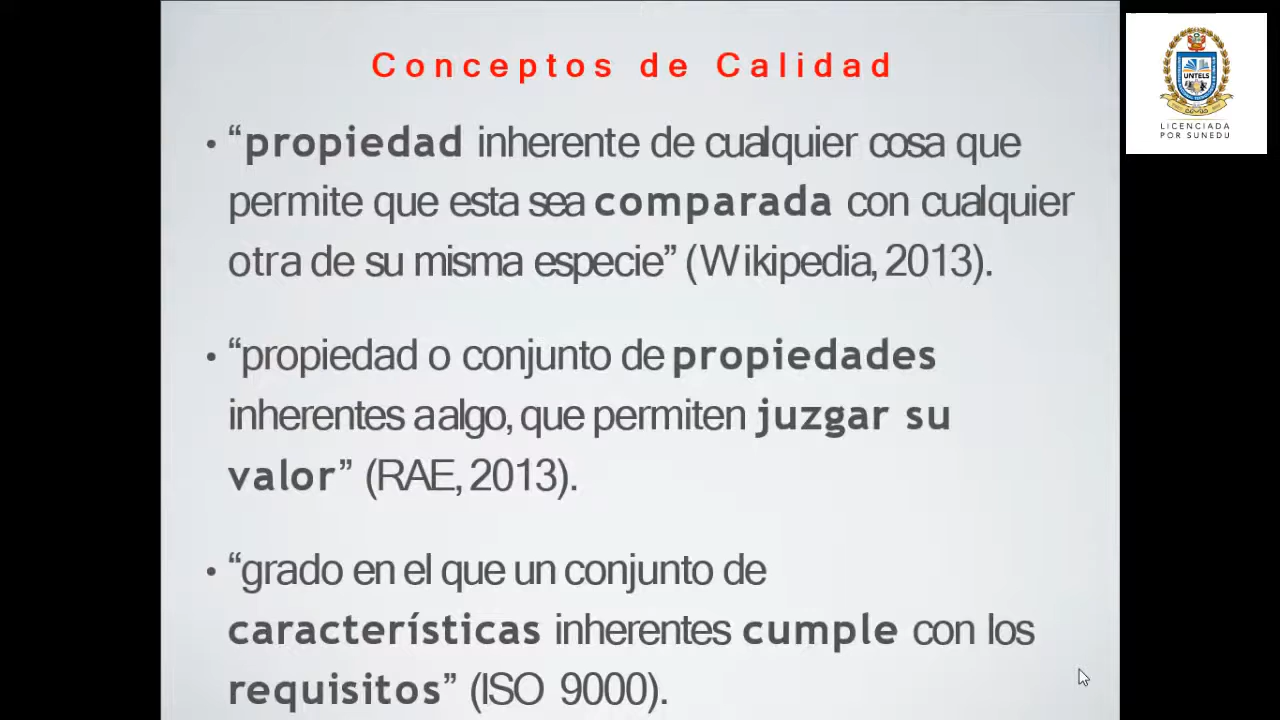 Conceptos de Calidad
• “propiedad inherente de cualquier cosa que
permite que esta sea comparada con cualquier
otra de su misma especie” (Wikipedia, 2013).
• “propiedad o conjunto de propiedades
inherentes a algo, que permiten juzgar su
valor” (RAE, 2013).
• “grado en el que un conjunto de
características inherentes cumple con los
requisitos” (ISO 9000).
UNTELS
LICENCIADA
POR SUNEDU